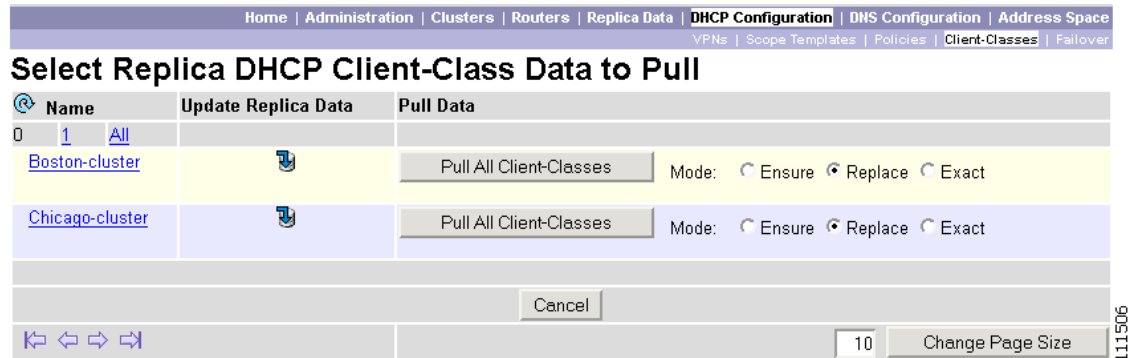 Home | Administration | Clusters | Routers | Replica Data | DHCP Configuration | DNS Configuration | Address Space
VPNs | Scope Templates | Policies | Client-Classes | Failover
Select Replica DHCP Client-Class Data to Pull
Name Update Replica Data Pull Data
0 1 All
Boston-cluster Pull All Client-Classes Mode: Ensure Replace Exact
Chicago-cluster Pull All Client-Classes Mode: Ensure Replace Exact
Cancel
10 Change Page Size
111506